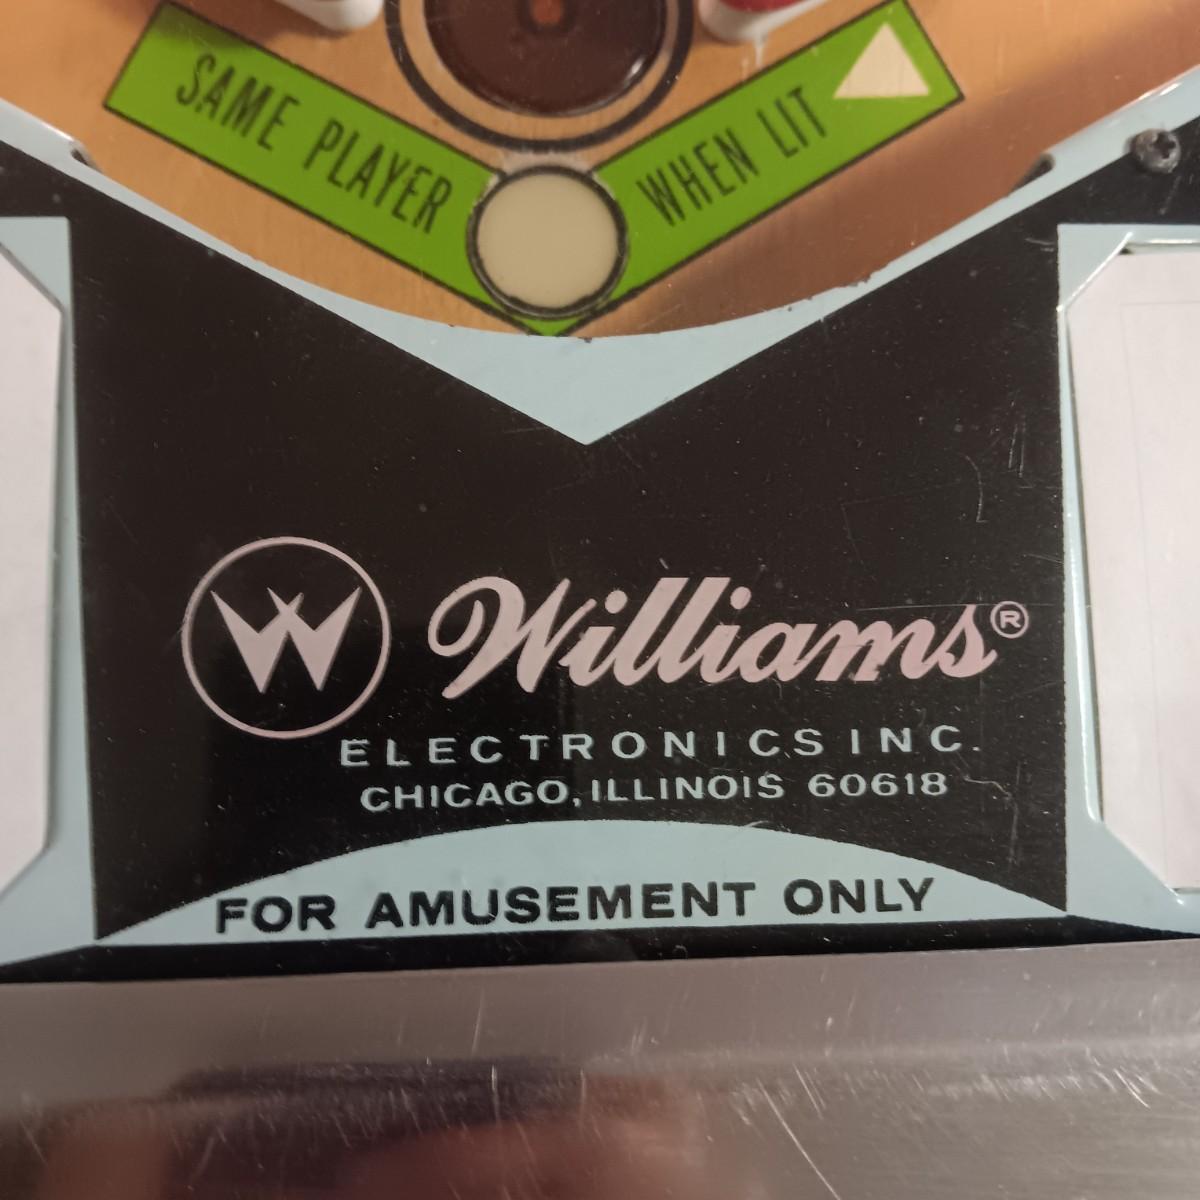 SAME PLAYER
WHEN LIT
W Williams®
ELECTRONICS INC.
CHICAGO, ILLINOIS 60618
FOR AMUSEMENT ONLY